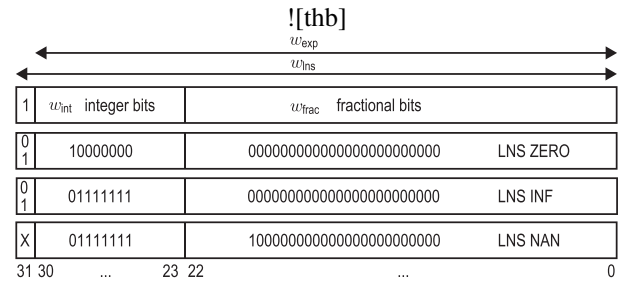 ![thb]
w_exp
w_lns
1 w_int integer bits w_frac fractional bits
0
1 10000000 00000000000000000000000 LNS ZERO
0
1 01111111 00000000000000000000000 LNS INF
X 01111111 10000000000000000000000 LNS NAN
31 30 ... 23 22 ... 0